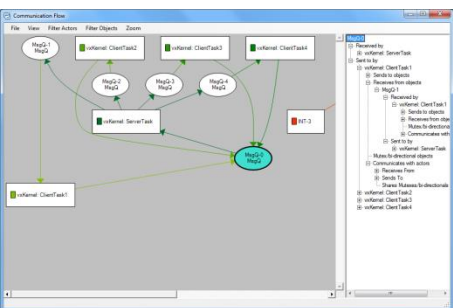 Communication Flow
File View Filter Actors Filter Objects Zoom
MsgQ-1
MsgQ
vxKernel: ClientTask2
vxKernel: ClientTask3
vxKernel: ClientTask4
MsgQ-2
MsgQ
MsgQ-3
MsgQ
MsgQ-4
MsgQ
vxKernel: ServerTask
INT-3
MsgQ-0
MsgQ
vxKernel: ClientTask1
MsgQ-0
Received by
vxKernel: ServerTask
Sent to by
vxKernel: ClientTask1
Sends to objects
Receives from objects
MsgQ-1
Received by
vxKernel: ClientTask1
Sends to objects
Receives from obje
Mutex/bi-directional
Communicates with
Sent to by
vxKernel: ServerTask
Mutex/bi-directional objects
Communicates with actors
Receives From
Sends To
Shares Mutexes/bi-directionals
vxKernel: ClientTask2
vxKernel: ClientTask3
vxKernel: ClientTask4